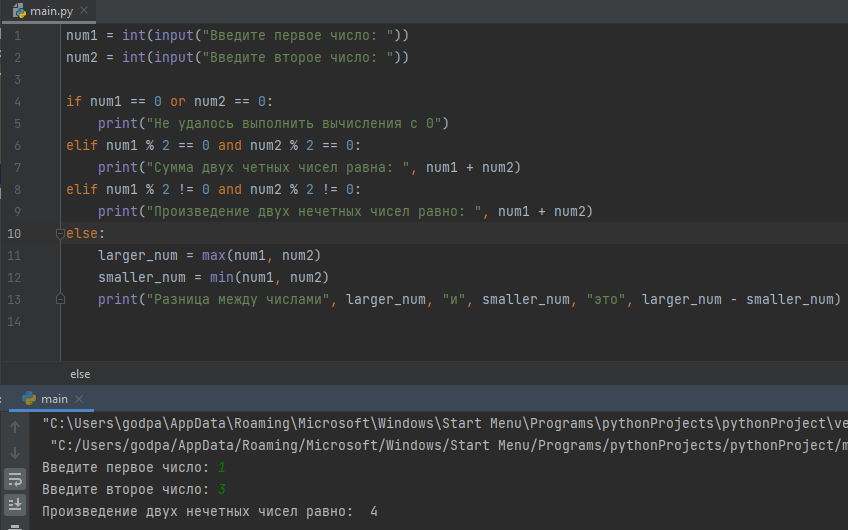 main.py
1 num1 = int(input("Введите первое число: "))
2 num2 = int(input("Введите второе число: "))
3
4 if num1 == 0 or num2 == 0:
5     print("Не удалось выполнить вычисления с 0")
6 elif num1 % 2 == 0 and num2 % 2 == 0:
7     print("Сумма двух четных чисел равна: ", num1 + num2)
8 elif num1 % 2 != 0 and num2 % 2 != 0:
9     print("Произведение двух нечетных чисел равно: ", num1 + num2)
10 else:
11     larger_num = max(num1, num2)
12     smaller_num = min(num1, num2)
13     print("Разница между числами", larger_num, "и", smaller_num, "это", larger_num - smaller_num)
14
else
main
"C:\Users\godpa\AppData\Roaming\Microsoft\Windows\Start Menu\Programs\pythonProjects\pythonProject\ve
"C:/Users/godpa/AppData/Roaming/Microsoft/Windows/Start Menu/Programs/pythonProjects/pythonProject/m
Введите первое число: 1
Введите второе число: 3
Произведение двух нечетных чисел равно:  4